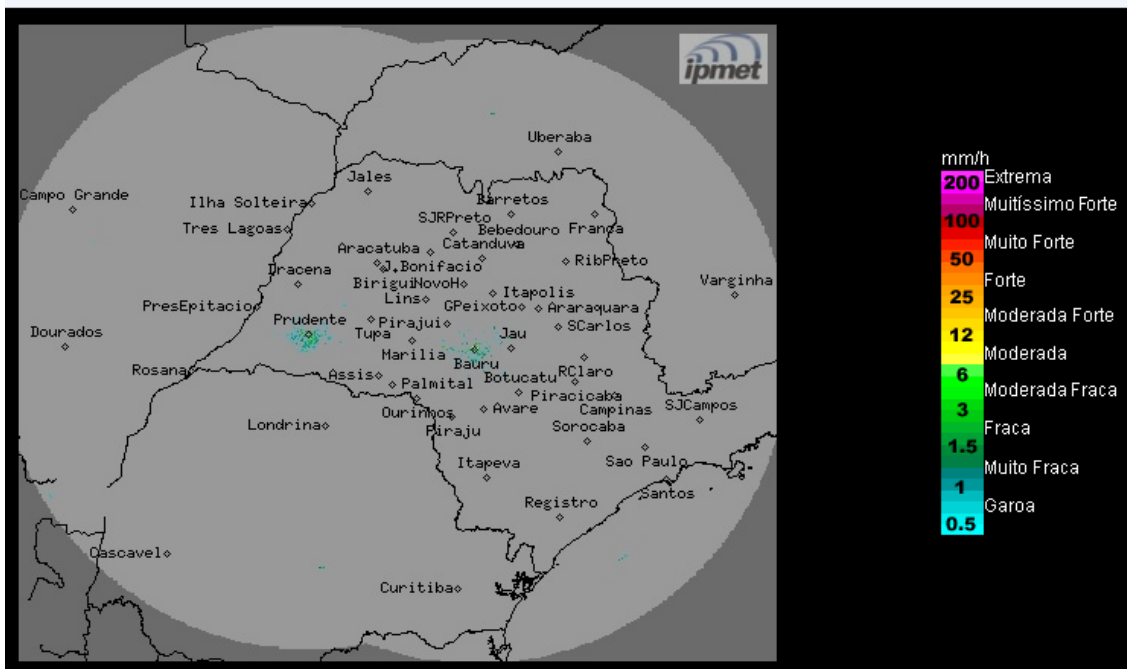 ipmet
Uberaba
Jales
Campo Grande
Ilha Solteira
Barretos
SJRPreto
Tres Lagoas
Bebedouro
Franca
Aracatuba
Catanduva
J.Bonifacio
RibPreto
Dracena
Birigui
NovoH
Itapolis
Varginha
PresEpitacio
Lins
GPeixoto
Araraquara
Prudente
Pirajui
SCarlos
Dourados
Tupa
Jau
Marilia
Bauru
Rosana
Assis
Botucatu
RClaro
Palmital
Piracicaba
Ourinhos
Avare
Campinas
SJCampos
Londrina
Piraju
Sorocaba
Itapeva
Sao Paulo
Santos
Registro
Cascavel
Curitiba
mm/h
200 Extrema
Muitíssimo Forte
100
Muito Forte
50
Forte
25
Moderada Forte
12
Moderada
6
Moderada Fraca
3
Fraca
1.5
Muito Fraca
1
Garoa
0.5